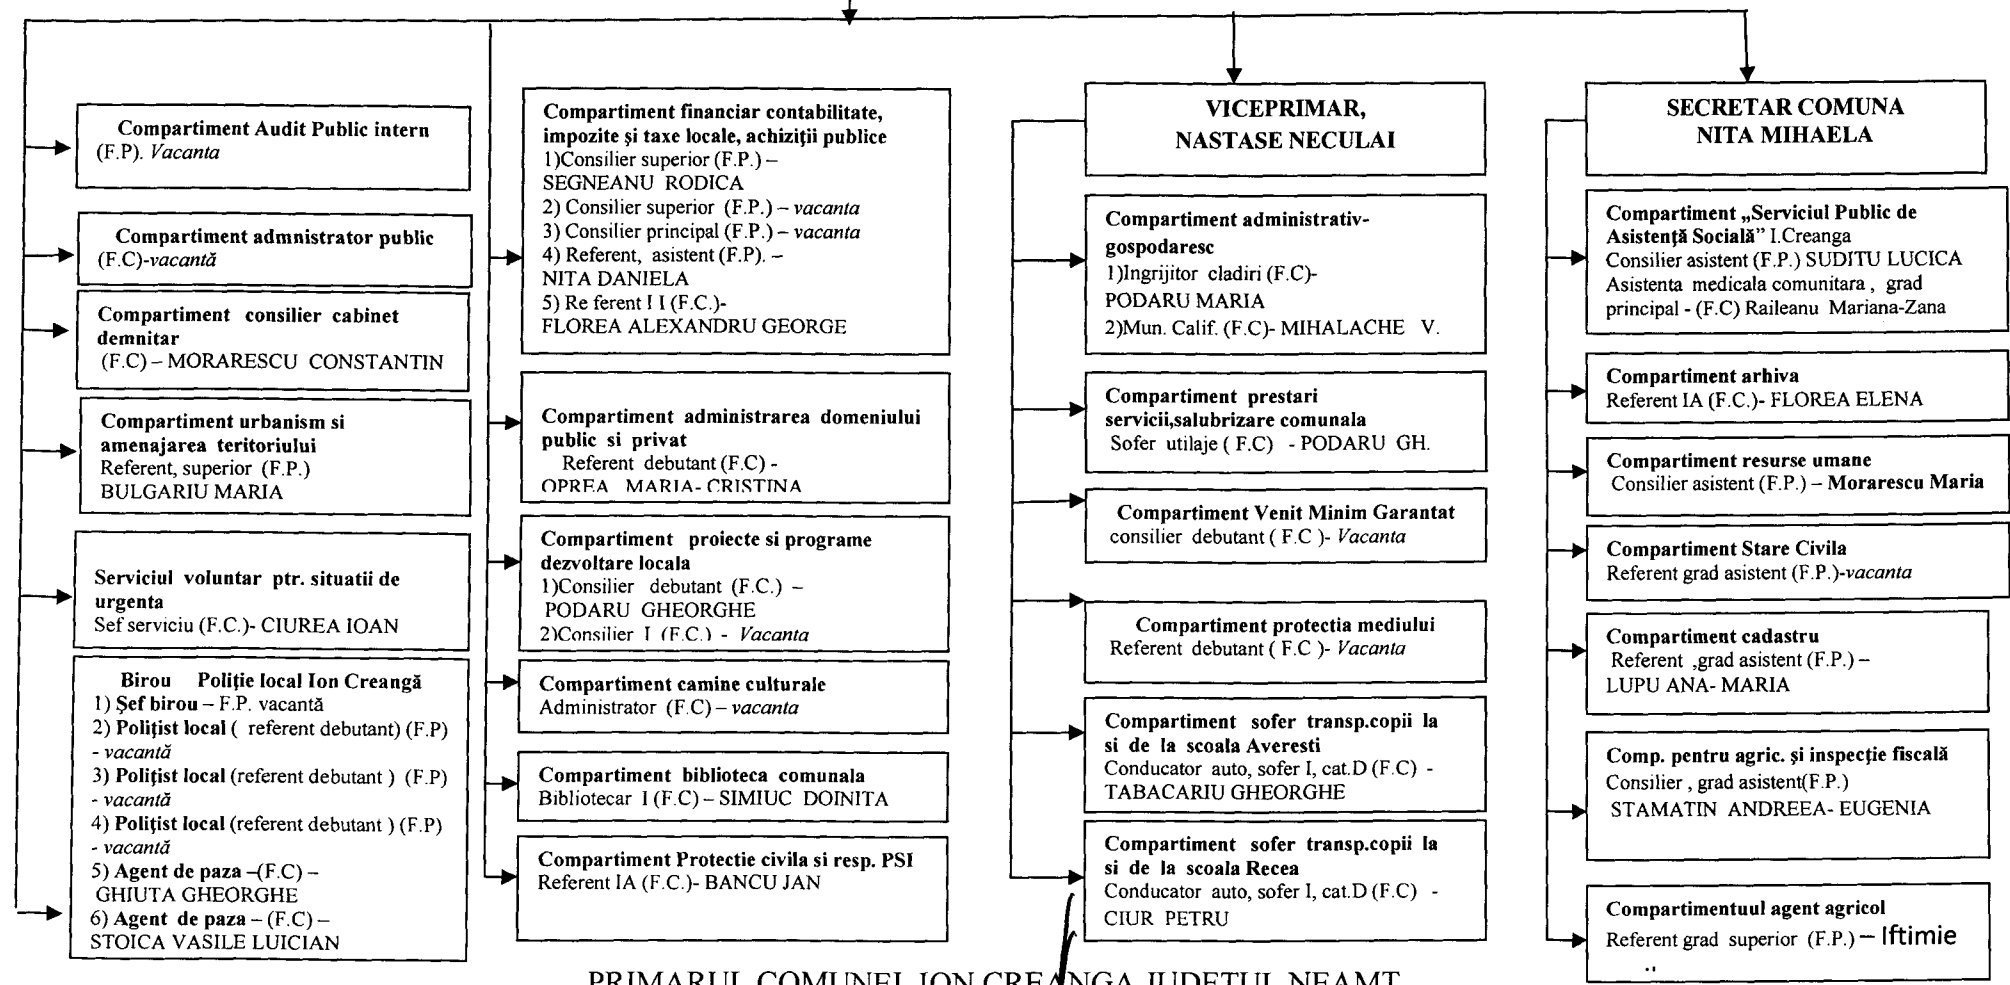 Compartiment Audit Public intern
(F.P). Vacanta
Compartiment admnistrator public
(F.C)-vacantă
Compartiment consilier cabinet
demnitar
(F.C) – MORARESCU CONSTANTIN
Compartiment urbanism si
amenajarea teritoriului
Referent, superior (F.P.)
BULGARIU MARIA
Serviciul voluntar ptr. situatii de
urgenta
Sef serviciu (F.C.)- CIUREA IOAN
Birou Poliţie local Ion Creangă
1) Şef birou – F.P. vacantă
2) Poliţist local ( referent debutant) (F.P)
- vacantă
3) Poliţist local (referent debutant ) (F.P)
- vacantă
4) Poliţist local (referent debutant ) (F.P)
- vacantă
5) Agent de paza –(F.C) –
GHIUTA GHEORGHE
6) Agent de paza – (F.C) –
STOICA VASILE LUICIAN
Compartiment financiar contabilitate,
impozite şi taxe locale, achiziţii publice
1)Consilier superior (F.P.) –
SEGNEANU RODICA
2) Consilier superior (F.P.) – vacanta
3) Consilier principal (F.P.) – vacanta
4) Referent, asistent (F.P). –
NITA DANIELA
5) Re ferent I I (F.C.)-
FLOREA ALEXANDRU GEORGE
Compartiment administrarea domeniului
public si privat
Referent debutant (F.C) -
OPREA MARIA- CRISTINA
Compartiment proiecte si programe
dezvoltare locala
1)Consilier debutant (F.C.) –
PODARU GHEORGHE
2)Consilier I (F.C.) - Vacanta
Compartiment camine culturale
Administrator (F.C) – vacanta
Compartiment biblioteca comunala
Bibliotecar I (F.C) – SIMIUC DOINITA
Compartiment Protectie civila si resp. PSI
Referent IA (F.C.)- BANCU JAN
VICEPRIMAR,
NASTASE NECULAI
Compartiment administrativ-
gospodaresc
1)Ingrijitor cladiri (F.C)-
PODARU MARIA
2)Mun. Calif. (F.C)- MIHALACHE V.
Compartiment prestari
servicii,salubrizare comunala
Sofer utilaje ( F.C) - PODARU GH.
Compartiment Venit Minim Garantat
consilier debutant ( F.C )- Vacanta
Compartiment protectia mediului
Referent debutant ( F.C )- Vacanta
Compartiment sofer transp.copii la
si de la scoala Averesti
Conducator auto, sofer I, cat.D (F.C) -
TABACARIU GHEORGHE
Compartiment sofer transp.copii la
si de la scoala Recea
Conducator auto, sofer I, cat.D (F.C) -
CIUR PETRU
SECRETAR COMUNA
NITA MIHAELA
Compartiment „Serviciul Public de
Asistenţă Socială” I.Creanga
Consilier asistent (F.P.) SUDITU LUCICA
Asistenta medicala comunitara , grad
principal - (F.C) Raileanu Mariana-Zana
Compartiment arhiva
Referent IA (F.C.)- FLOREA ELENA
Compartiment resurse umane
Consilier asistent (F.P.) – Morarescu Maria
Compartiment Stare Civila
Referent grad asistent (F.P.)-vacanta
Compartiment cadastru
Referent ,grad asistent (F.P.) –
LUPU ANA- MARIA
Comp. pentru agric. şi inspecţie fiscală
Consilier , grad asistent(F.P.)
STAMATIN ANDREEA- EUGENIA
Compartimentuul agent agricol
Referent grad superior (F.P.) – Iftimie
PRIMARUL COMUNEI ION CREANGA JUDETUL NEAMT